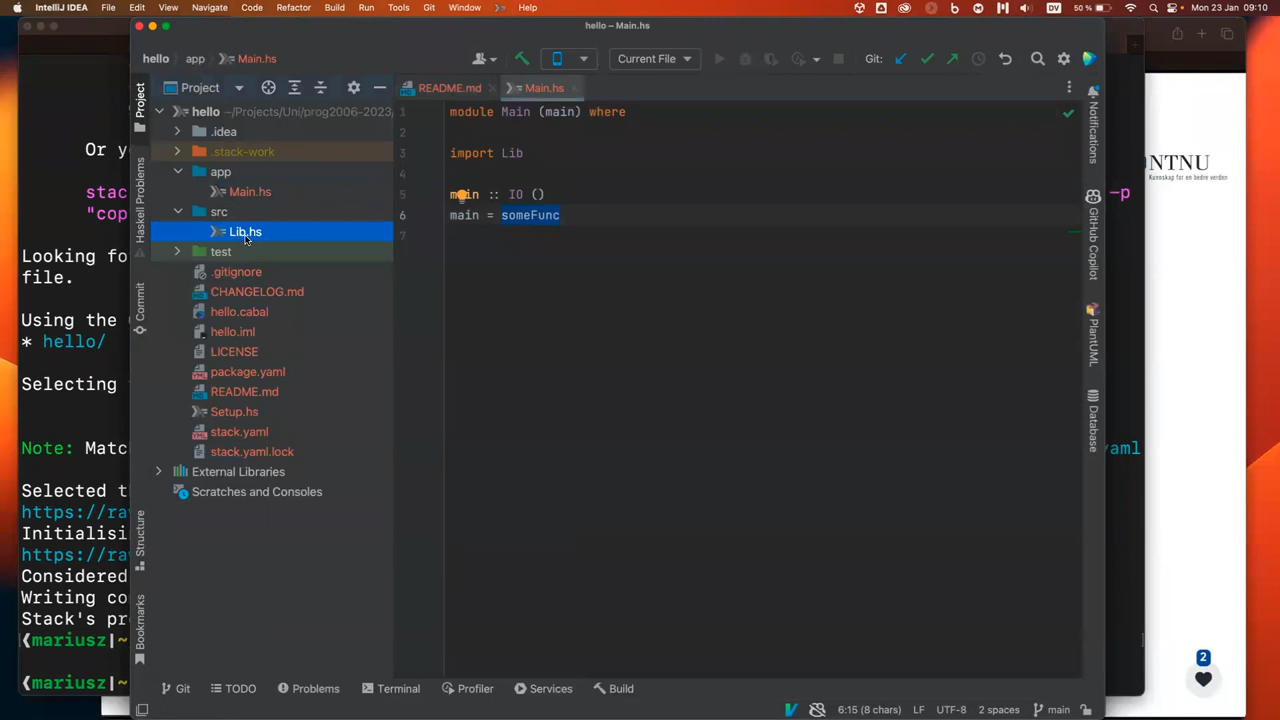 IntelliJ IDEA File Edit View Navigate Code Refactor Build Run Tools Git Window Help
DV 50 % Mon 23 Jan 09:10
hello – Main.hs
hello app Main.hs
Current File Git:
Project
README.md
Main.hs
hello ~/Projects/Uni/prog2006-2023
.idea
.stack-work
app
Main.hs
src
Lib.hs
test
.gitignore
CHANGELOG.md
hello.cabal
hello.iml
LICENSE
package.yaml
README.md
Setup.hs
stack.yaml
stack.yaml.lock
External Libraries
Scratches and Consoles
1 module Main (main) where
2
3 import Lib
5 main :: IO ()
6 main = someFunc
7
Project
Haskell Problems
Commit
Structure
Bookmarks
Notifications
GitHub Copilot
PlantUML
Database
Or y
stac
"cop
Looking fo
file.
Using the
* hello/
Selecting
Note: Matc
Selected t
https://ra
Initialisi
https://ra
Considered
Writing co
Stack's pr
(mariusz|~
(mariusz|~
-p
yaml
NTNU
Kunnskap for en bedre verden
2
Git TODO Problems Terminal Profiler Services Build
6:15 (8 chars) LF UTF-8 2 spaces main